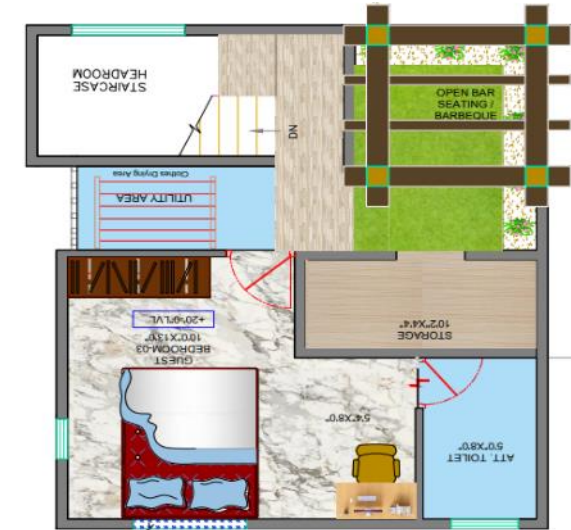 STAIRCASE
HEADROOM
OPEN BAR
SEATING /
BARBEQUE
DN
Clothes Drying Area
UTILITY AREA
+20'-0"LVL.
GUEST
BEDROOM-03
10'0"X13'0"
STORAGE
10'2"X4'4"
5'4"X8'0"
ATT. TOILET
5'0"X8'0"